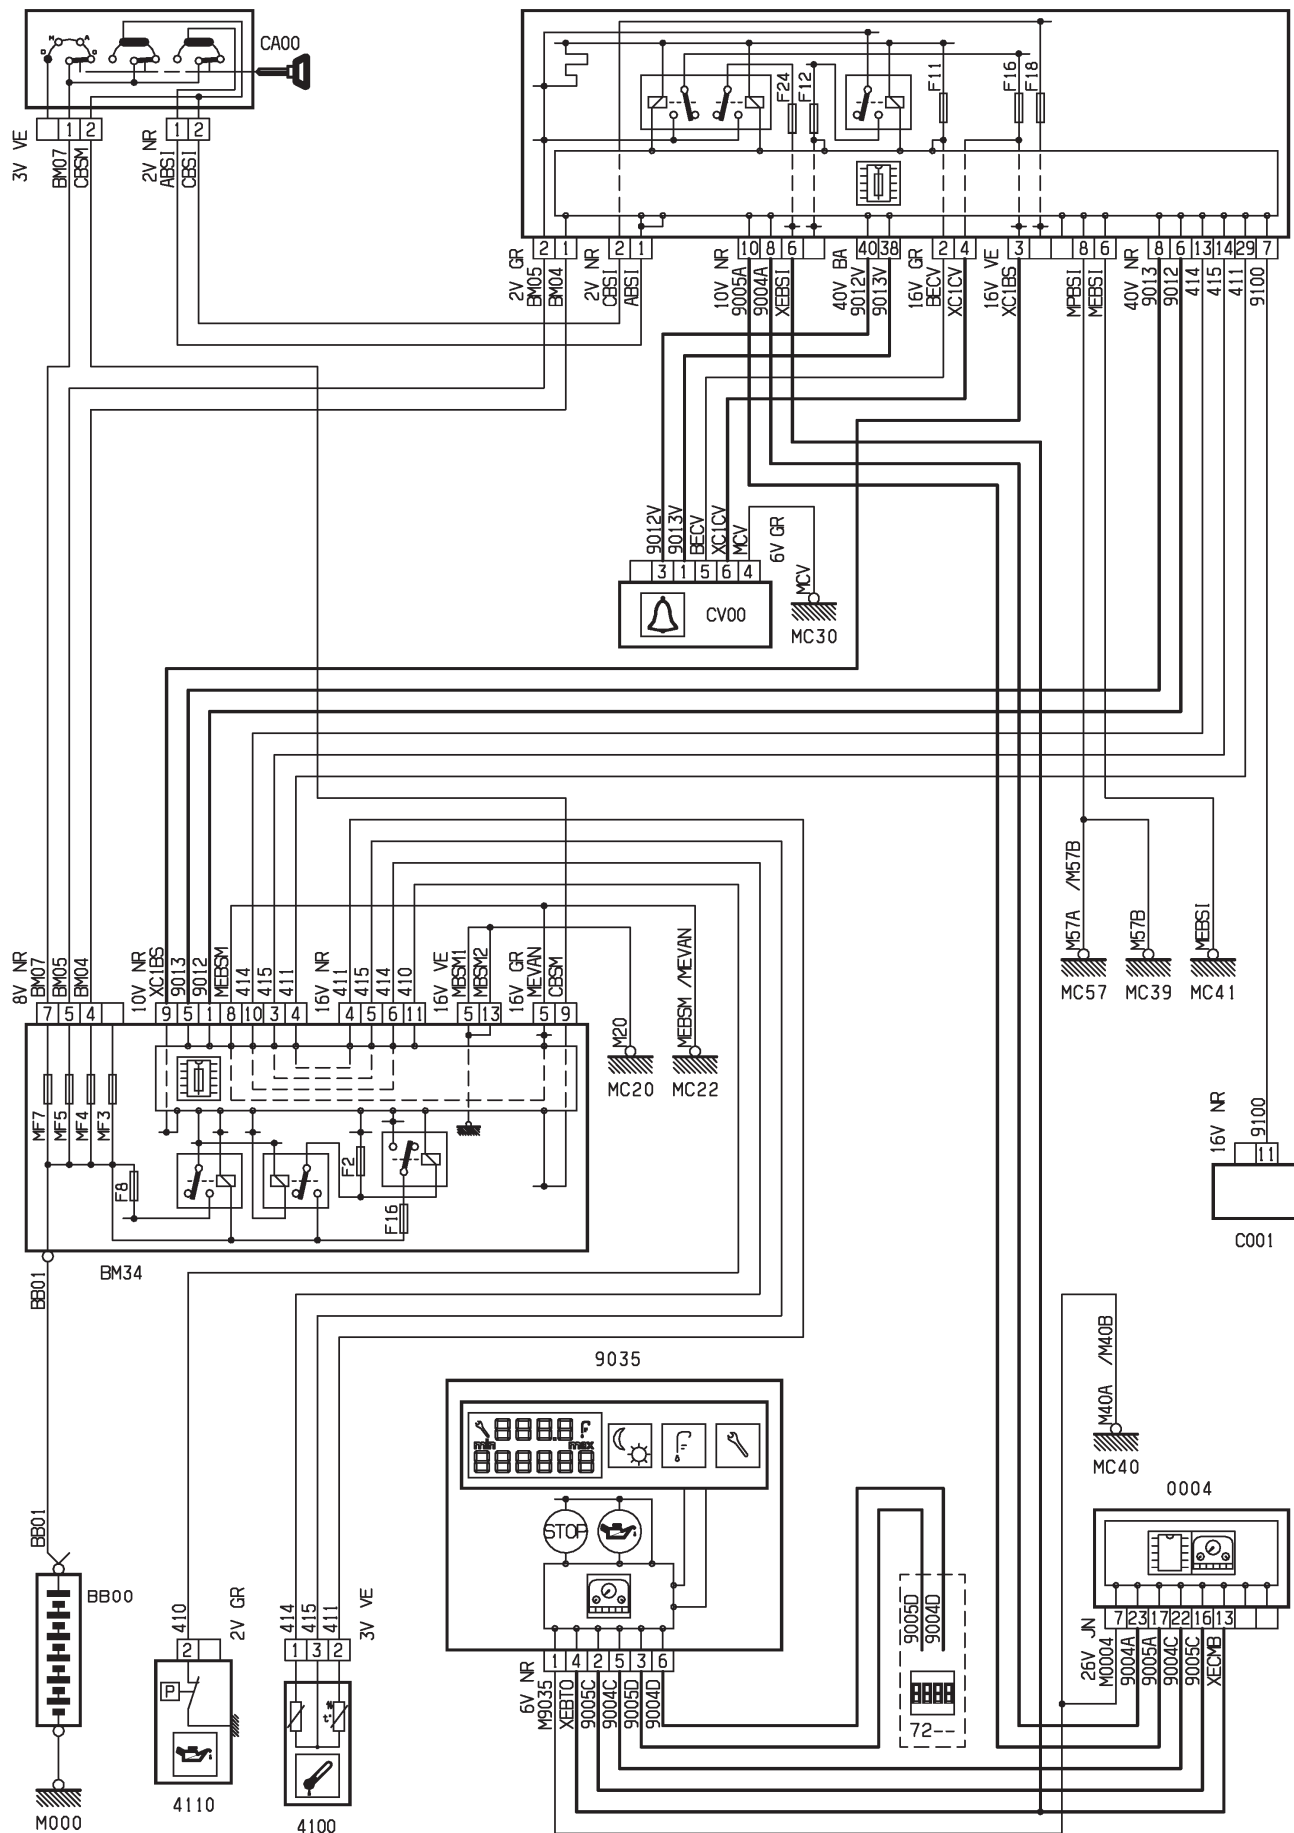 H A
D
CA00
1 2
1 2
3V VE
BM07
CBSM
2V NR
ABSI
CBSI
F24
F12
F11
F16
F18
2 1
2 1
10 8 6
40 38
2 4
3
8 6
8 6 13 14 29 7
2V GR
BM05
BM04
2V NR
CBSI
ABSI
10V NR
9005A
9004A
XEBSI
40V BA
9012V
9013V
16V GR
BECV
XC1CV
16V VE
XC1BS
MPBSI
MEBSI
40V NR
9013
9012
414
415
411
9100
9012V
9013V
BECV
XC1CV
MCV
6V GR
3 1 5 6 4
CV00
MCV
MC30
M57A /M57B
M57B
MEBSI
MC57
MC39
MC41
8V NR
BM07
BM05
BM04
10V NR
XC1BS
9013
9012
MEBSM
414
415
411
16V NR
411
415
414
410
16V VE
MBSM1
MBSM2
16V GR
MEVAN
CBSM
7 5 4
9 5 1 8 10 3 4
4 5 6 11
5 13
5 9
M20
MEBSM /MEVAN
MC20
MC22
MF7
MF5
MF4
MF3
F8
F2
F16
BM34
16V NR
9100
11
C001
BB01
BB01
BB00
M000
410
2V GR
2
P
4110
414
415
411
3V VE
1 3 2
t°
4100
9035
min
max
STOP
1 4 2 5 3 6
6V NR
M9035
XEBTO
9005C
9004C
9005D
9004D
9005D
9004D
72--
M40A /M40B
MC40
0004
7 23 17 22 16 13
26V JN
M0004
9004A
9005A
9004C
9005C
XECMB